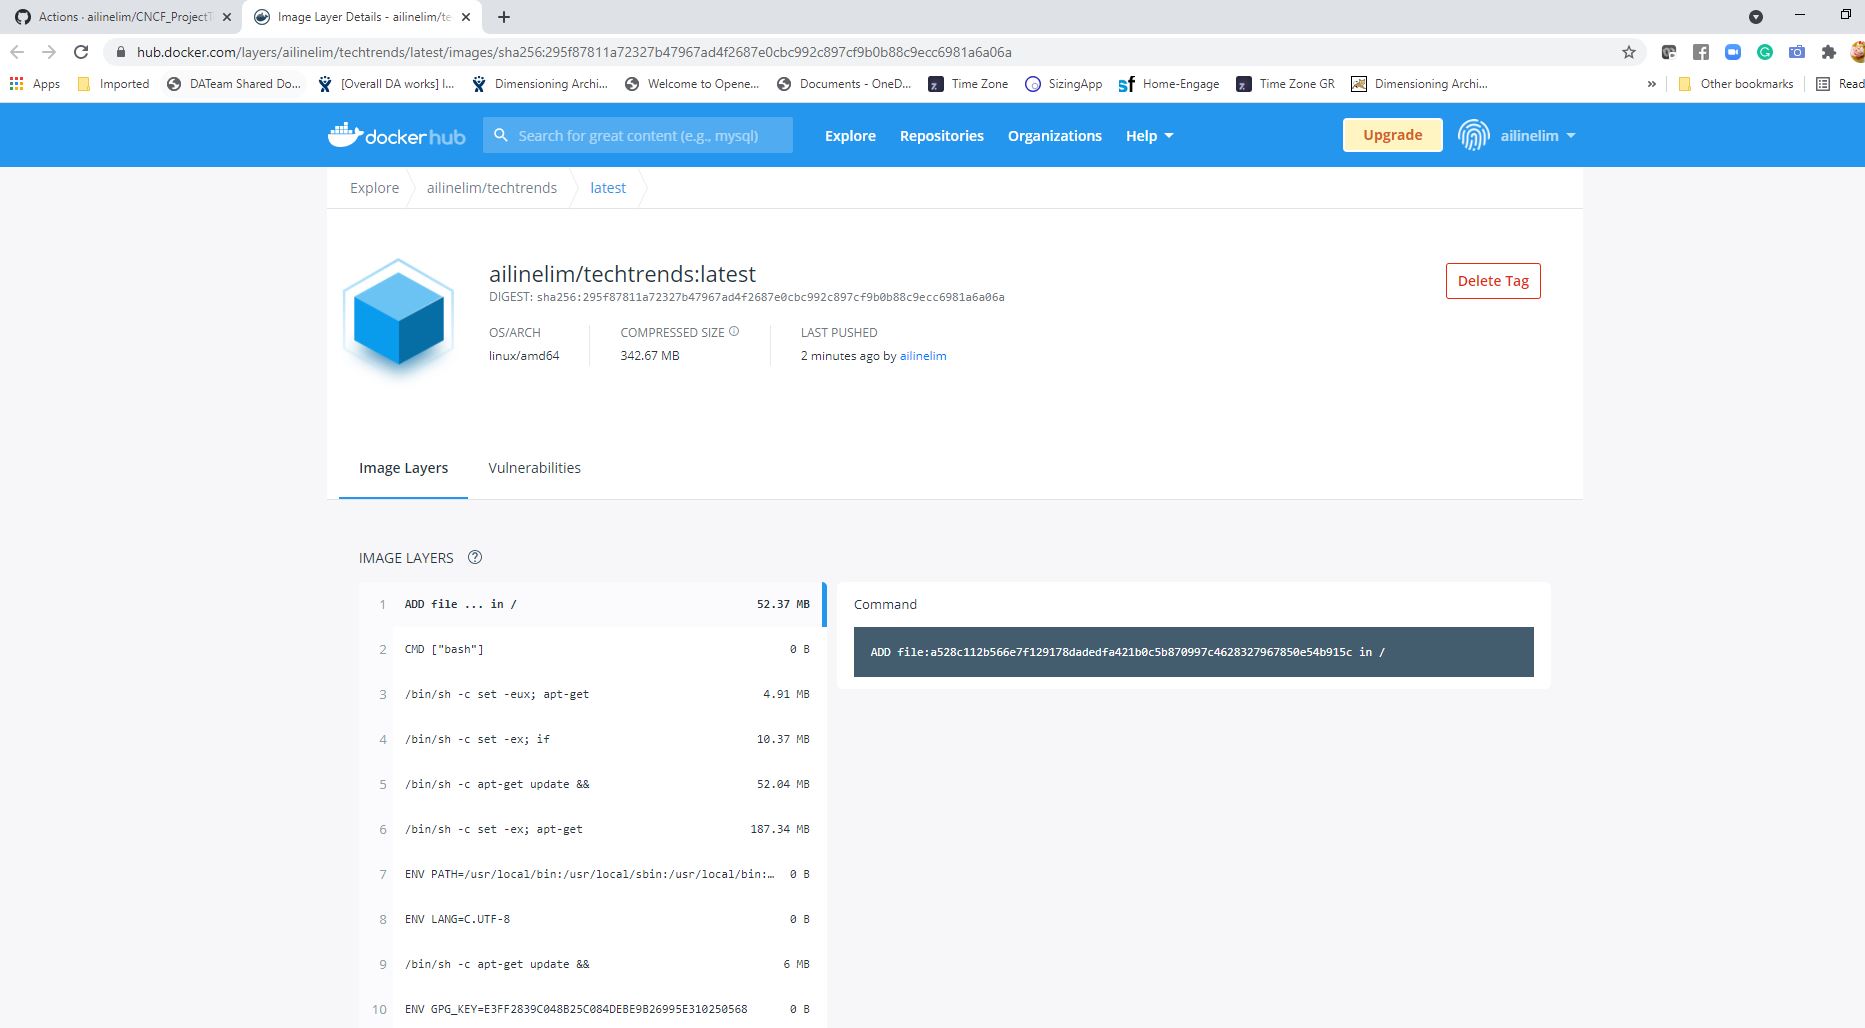 Actions · ailinelim/CNCF_ProjectT
Image Layer Details - ailinelim/te
hub.docker.com/layers/ailinelim/techtrends/latest/images/sha256:295f87811a72327b47967ad4f2687e0cbc992c897cf9b0b88c9ecc6981a6a06a
Apps
Imported
DATeam Shared Do...
[Overall DA works] I...
Dimensioning Archi...
Welcome to Opene...
Documents - OneD...
Time Zone
SizingApp
Home-Engage
Time Zone GR
Dimensioning Archi...
»
Other bookmarks
Read
dockerhub
Search for great content (e.g., mysql)
Explore
Repositories
Organizations
Help
Upgrade
ailinelim
Explore
ailinelim/techtrends
latest
ailinelim/techtrends:latest
Delete Tag
DIGEST: sha256:295f87811a72327b47967ad4f2687e0cbc992c897cf9b0b88c9ecc6981a6a06a
OS/ARCH
linux/amd64
COMPRESSED SIZE
342.67 MB
LAST PUSHED
2 minutes ago by ailinelim
Image Layers
Vulnerabilities
IMAGE LAYERS
1 ADD file ... in / 52.37 MB
2 CMD ["bash"] 0 B
3 /bin/sh -c set -eux; apt-get 4.91 MB
4 /bin/sh -c set -ex; if 10.37 MB
5 /bin/sh -c apt-get update && 52.04 MB
6 /bin/sh -c set -ex; apt-get 187.34 MB
7 ENV PATH=/usr/local/bin:/usr/local/sbin:/usr/local/bin:... 0 B
8 ENV LANG=C.UTF-8 0 B
9 /bin/sh -c apt-get update && 6 MB
10 ENV GPG_KEY=E3FF2839C048B25C084DEBE9B26995E310250568 0 B
Command
ADD file:a528c112b566e7f129178dadedfa421b0c5b870997c4628327967850e54b915c in /